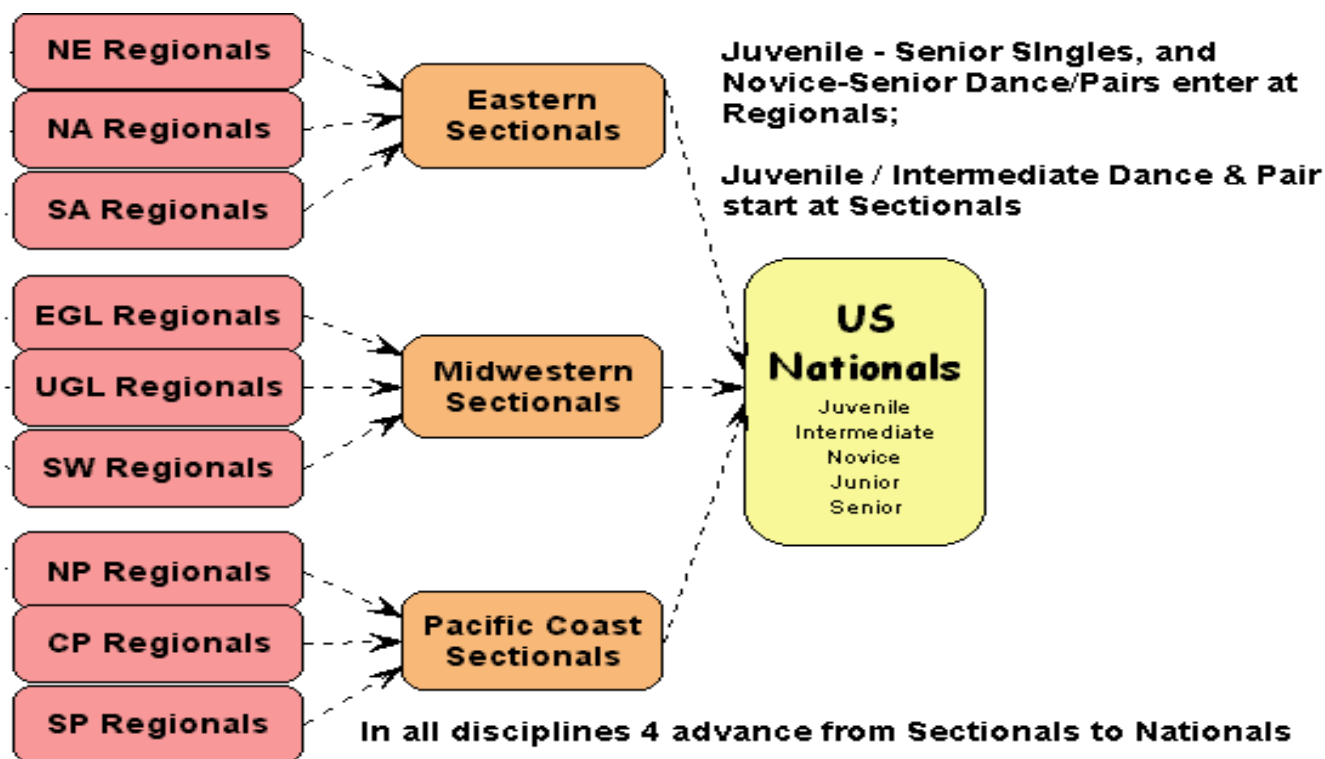 NE Regionals
NA Regionals
SA Regionals
Eastern
Sectionals
Juvenile - Senior SIngles, and
Novice-Senior Dance/Pairs enter at
Regionals;
Juvenile / Intermediate Dance & Pair
start at Sectionals
EGL Regionals
UGL Regionals
SW Regionals
Midwestern
Sectionals
US
Nationals
Juvenile
Intermediate
Novice
Junior
Senior
NP Regionals
CP Regionals
SP Regionals
Pacific Coast
Sectionals
In all disciplines 4 advance from Sectionals to Nationals